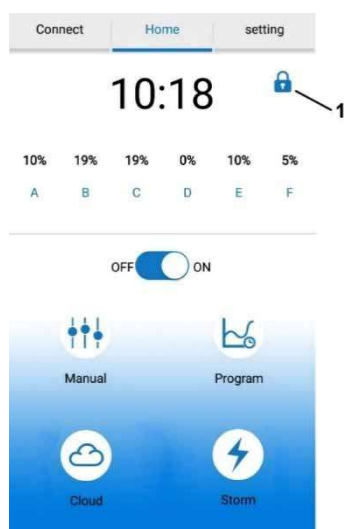 Connect Home setting
10:18
1
10% 19% 19% 0% 10% 5%
A B C D E F
OFF ON
Manual Program
Cloud Storm